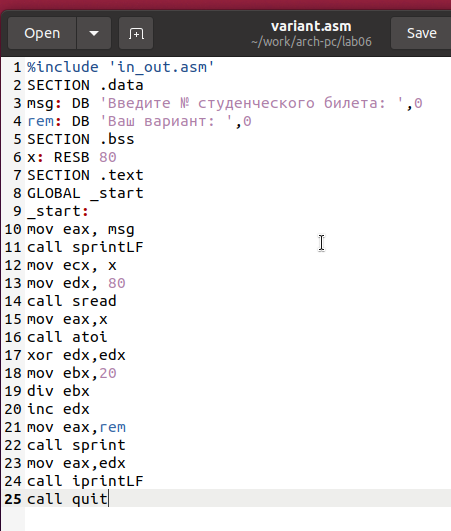 Open
variant.asm
~/work/arch-pc/lab06
Save
1 %include 'in_out.asm'
2 SECTION .data
3 msg: DB 'Введите № студенческого билета: ',0
4 rem: DB 'Ваш вариант: ',0
5 SECTION .bss
6 x: RESB 80
7 SECTION .text
8 GLOBAL _start
9 _start:
10 mov eax, msg
11 call sprintLF
12 mov ecx, x
13 mov edx, 80
14 call sread
15 mov eax,x
16 call atoi
17 xor edx,edx
18 mov ebx,20
19 div ebx
20 inc edx
21 mov eax,rem
22 call sprint
23 mov eax,edx
24 call iprintLF
25 call quit